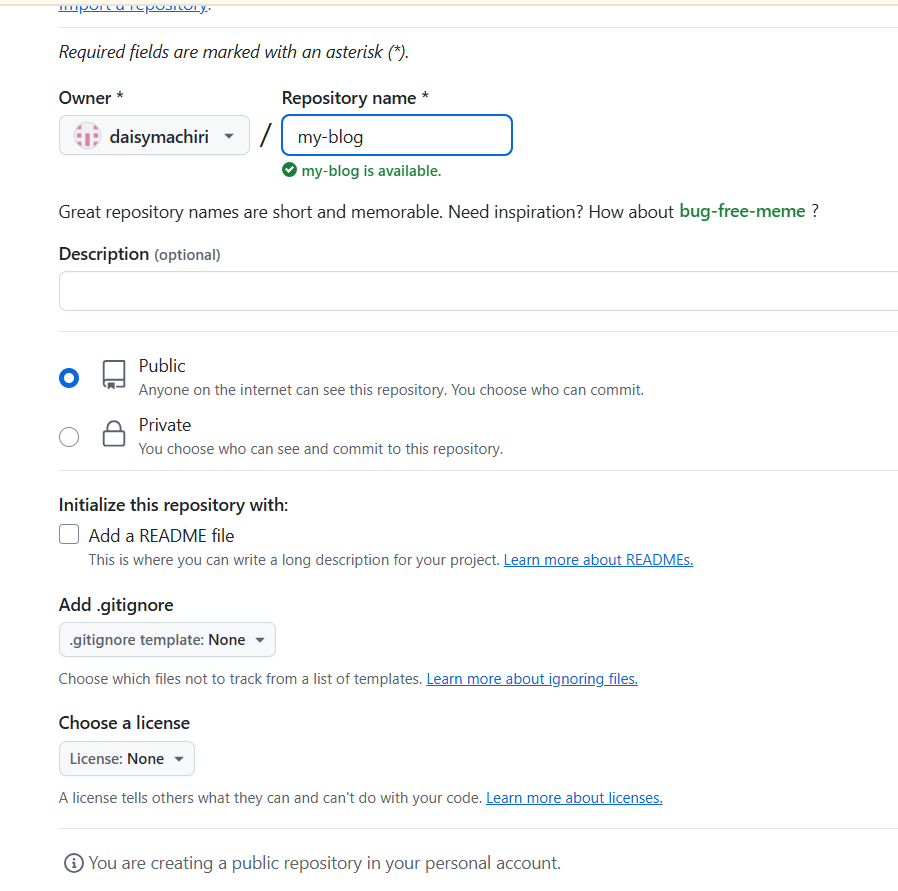 Import a repository.
Required fields are marked with an asterisk (*).
Owner *
Repository name *
daisymachiri
/
my-blog
my-blog is available.
Great repository names are short and memorable. Need inspiration? How about bug-free-meme ?
Description (optional)
Public
Anyone on the internet can see this repository. You choose who can commit.
Private
You choose who can see and commit to this repository.
Initialize this repository with:
Add a README file
This is where you can write a long description for your project. Learn more about READMEs.
Add .gitignore
.gitignore template: None
Choose which files not to track from a list of templates. Learn more about ignoring files.
Choose a license
License: None
A license tells others what they can and can't do with your code. Learn more about licenses.
You are creating a public repository in your personal account.